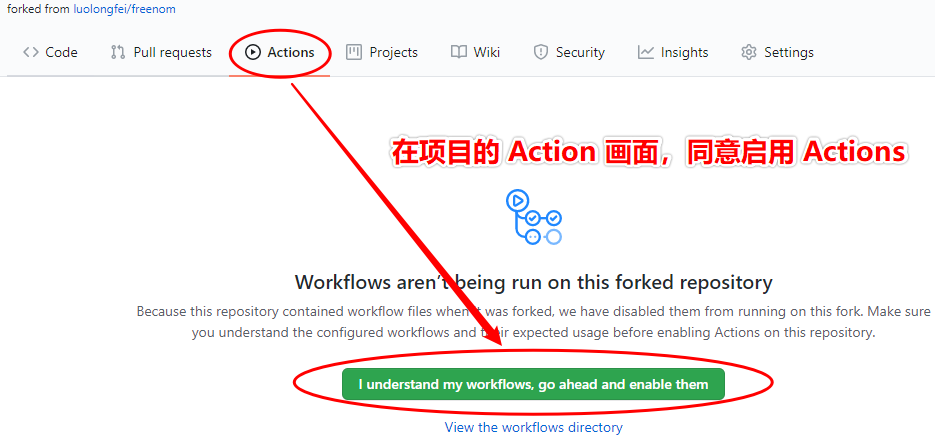 forked from luolongfei/freenom
Code Pull requests Actions Projects Wiki Security Insights Settings
在项目的 Action 画面，同意启用 Actions
Workflows aren't being run on this forked repository
Because this repository contained workflow files when it was forked, we have disabled them from running on this fork. Make sure
you understand the configured workflows and their expected usage before enabling Actions on this repository.
I understand my workflows, go ahead and enable them
View the workflows directory